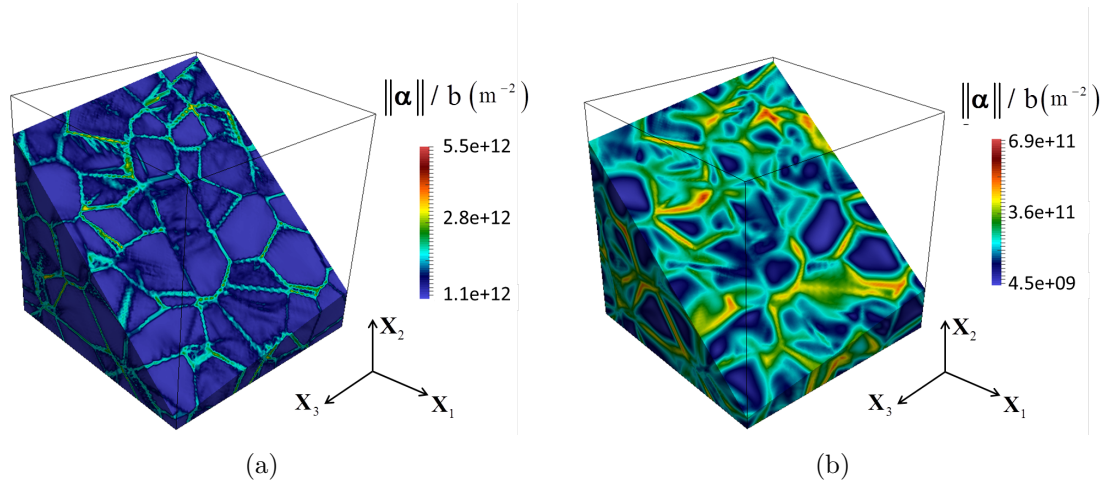 ‖α‖ / b (m⁻²)
5.5e+12
2.8e+12
1.1e+12
X₂
X₃
X₁
(a)
‖α‖ / b(m⁻²)
6.9e+11
3.6e+11
4.5e+09
X₂
X₃
X₁
(b)